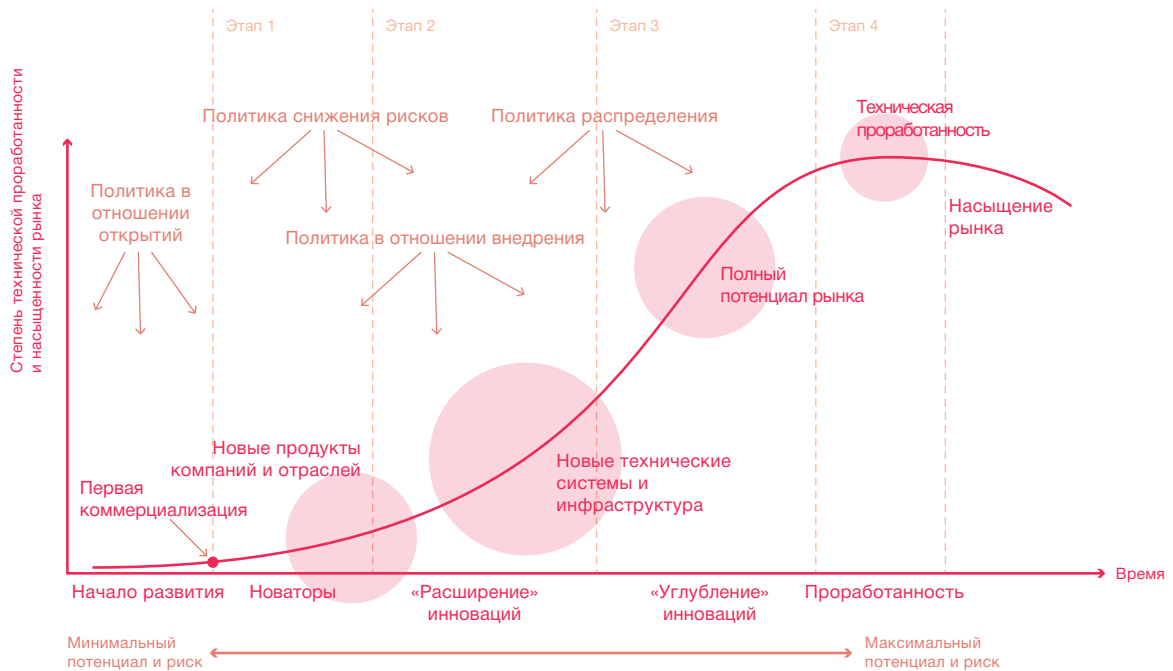 Этап 1
Этап 2
Этап 3
Этап 4
Степень технической проработанности
и насыщенности рынка
Политика снижения рисков
Политика распределения
Техническая
проработанность
Политика в
отношении
открытий
Политика в отношении внедрения
Насыщение
рынка
Полный
потенциал рынка
Новые продукты
компаний и отраслей
Новые технические
системы и
инфраструктура
Первая
коммерциализация
Время
Начало развития
Новаторы
«Расширение»
инноваций
«Углубление»
инноваций
Проработанность
Минимальный
потенциал и риск
Максимальный
потенциал и риск